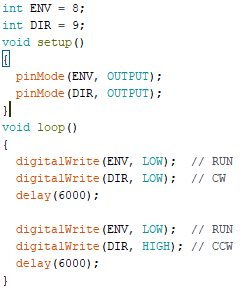 int ENV = 8;
int DIR = 9;
void setup()
{
  pinMode(ENV, OUTPUT);
  pinMode(DIR, OUTPUT);
}
void loop()
{
  digitalWrite(ENV, LOW);  // RUN
  digitalWrite(DIR, LOW);  // CW
  delay(6000);

  digitalWrite(ENV, LOW);  // RUN
  digitalWrite(DIR, HIGH); // CCW
  delay(6000);
}